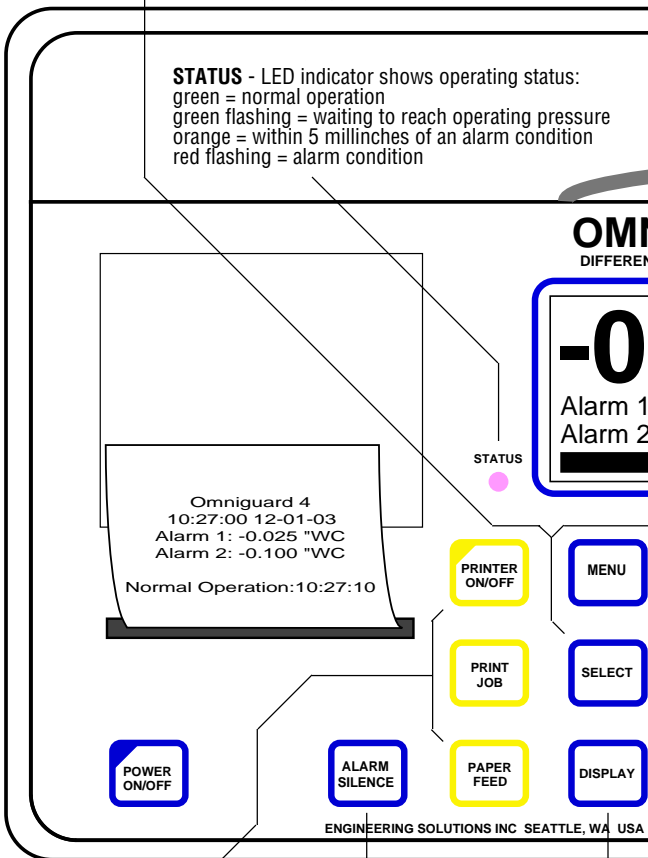 STATUS - LED indicator shows operating status:
green = normal operation
green flashing = waiting to reach operating pressure
orange = within 5 millinches of an alarm condition
red flashing = alarm condition
OMN
DIFFEREN
-0
Alarm 1
Alarm 2
STATUS
Omniguard 4
10:27:00 12-01-03
Alarm 1: -0.025 "WC
Alarm 2: -0.100 "WC
Normal Operation:10:27:10
PRINTER
ON/OFF
MENU
PRINT
JOB
SELECT
POWER
ON/OFF
ALARM
SILENCE
PAPER
FEED
DISPLAY
ENGINEERING SOLUTIONS INC SEATTLE, WA USA